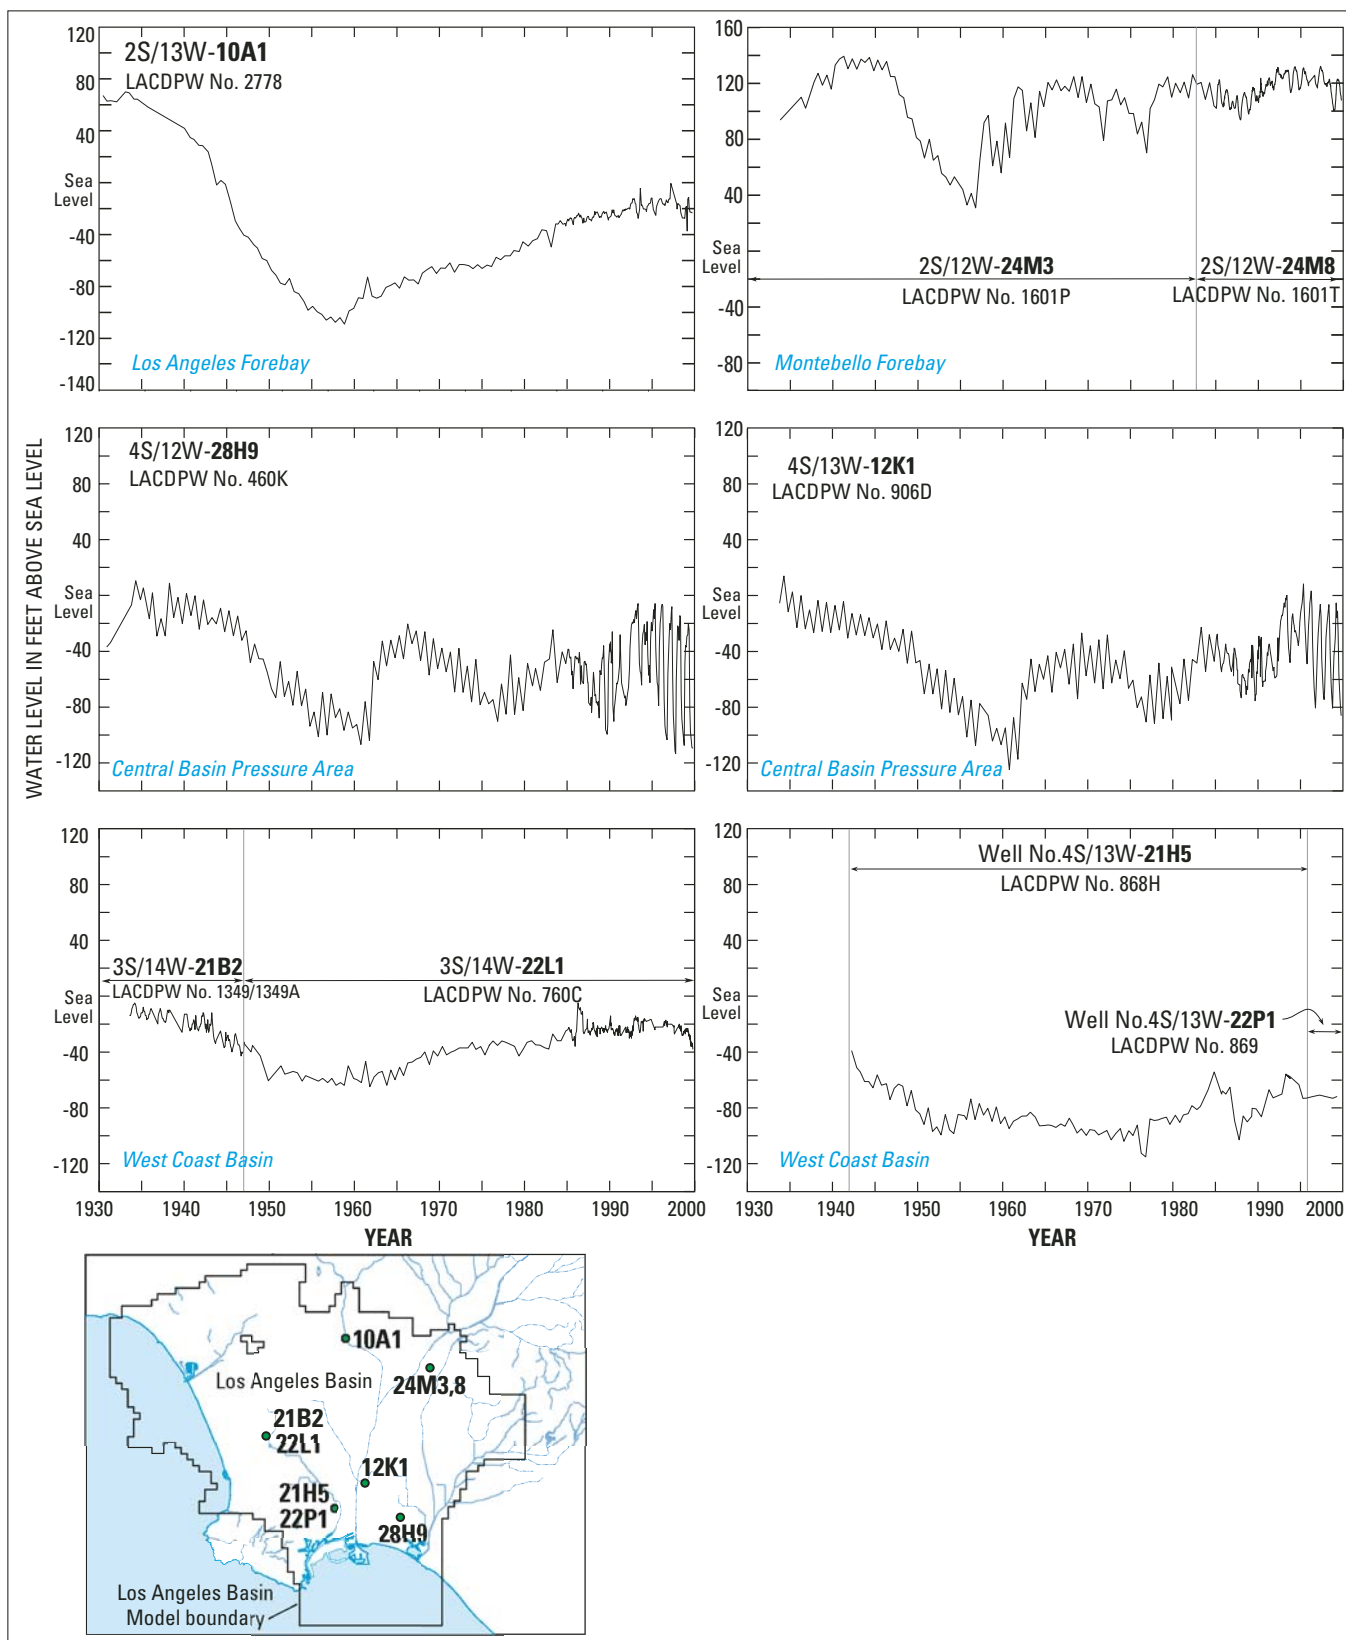 WATER LEVEL IN FEET ABOVE SEA LEVEL
120
80
40
Sea
Level
-40
-80
-120
-140
2S/13W-10A1
LACDPW No. 2778
Los Angeles Forebay
160
120
80
40
Sea
Level
-40
-80
2S/12W-24M3
LACDPW No. 1601P
2S/12W-24M8
LACDPW No. 1601T
Montebello Forebay
120
80
40
Sea
Level
-40
-80
-120
4S/12W-28H9
LACDPW No. 460K
Central Basin Pressure Area
120
80
40
Sea
Level
-40
-80
-120
4S/13W-12K1
LACDPW No. 906D
Central Basin Pressure Area
120
80
40
Sea
Level
-40
-80
-120
3S/14W-21B2
LACDPW No. 1349/1349A
3S/14W-22L1
LACDPW No. 760C
West Coast Basin
1930 1940 1950 1960 1970 1980 1990 2000
YEAR
120
80
40
Sea
Level
-40
-80
-120
Well No.4S/13W-21H5
LACDPW No. 868H
Well No.4S/13W-22P1
LACDPW No. 869
West Coast Basin
1930 1940 1950 1960 1970 1980 1990 2000
YEAR
10A1
Los Angeles Basin
24M3,8
21B2
22L1
12K1
21H5
22P1
28H9
Los Angeles Basin
Model boundary